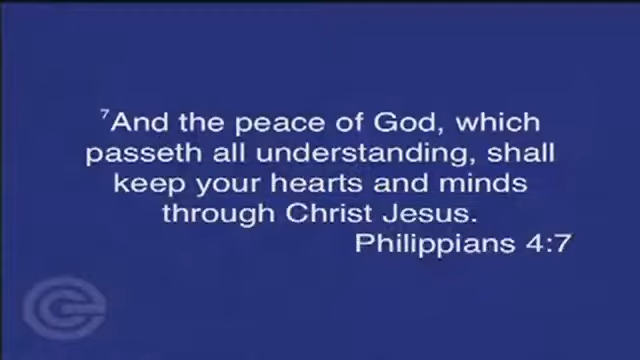 ⁷And the peace of God, which
passeth all understanding, shall
keep your hearts and minds
through Christ Jesus.
Philippians 4:7